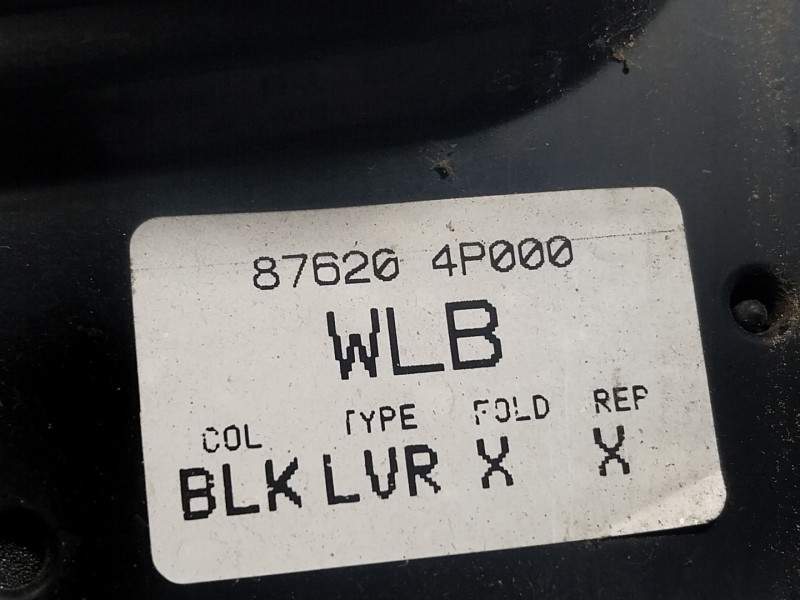 87620 4P000
WLB
COL TYPE FOLD REP
BLK LVR X X